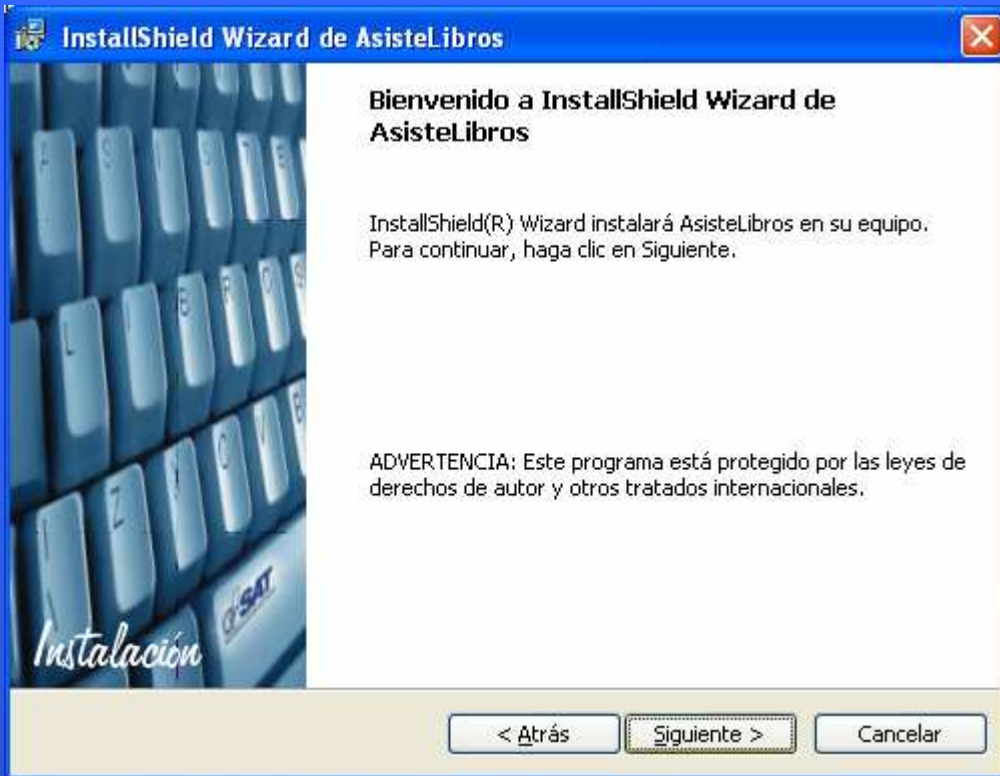 InstallShield Wizard de AsisteLibros
Bienvenido a InstallShield Wizard de
AsisteLibros
InstallShield(R) Wizard instalará AsisteLibros en su equipo.
Para continuar, haga clic en Siguiente.
ADVERTENCIA: Este programa está protegido por las leyes de
derechos de autor y otros tratados internacionales.
A S I S T E
L I B R O S
Z X C V B
SAT
Instalación
< Atrás Siguiente > Cancelar